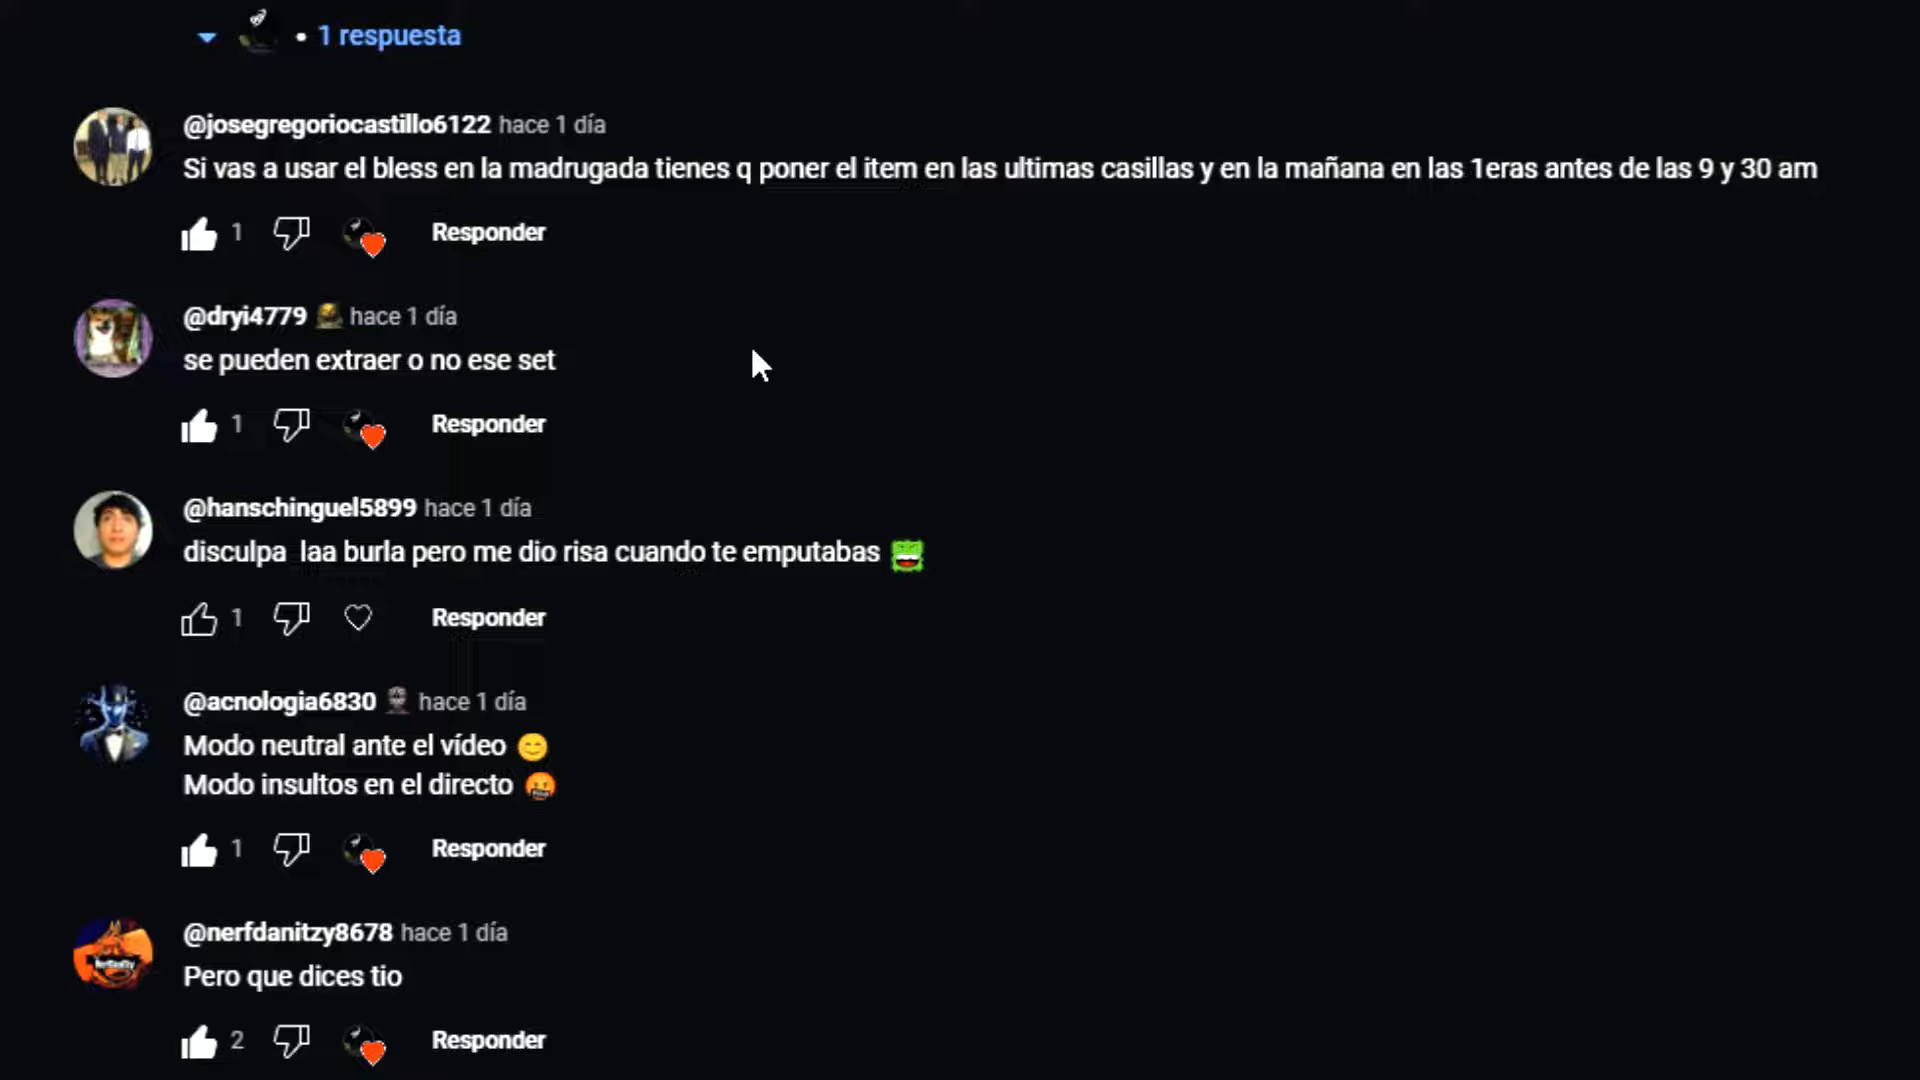 1 respuesta
@josegregoriocastillo6122 hace 1 día
Si vas a usar el bless en la madrugada tienes q poner el item en las ultimas casillas y en la mañana en las 1eras antes de las 9 y 30 am
1 Responder
@dryi4779 hace 1 día
se pueden extraer o no ese set
1 Responder
@hanschinguel5899 hace 1 día
disculpa laa burla pero me dio risa cuando te emputabas
1 Responder
@acnologia6830 hace 1 día
Modo neutral ante el vídeo 😊
Modo insultos en el directo 🤬
1 Responder
@nerfdanitzy8678 hace 1 día
Pero que dices tio
2 Responder